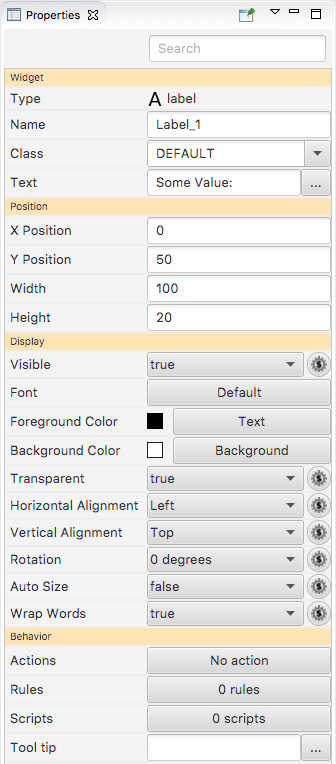 Properties
Search
Widget
Type A label
Name Label_1
Class DEFAULT
Text Some Value: ...
Position
X Position 0
Y Position 50
Width 100
Height 20
Display
Visible true
Font Default
Foreground Color Text
Background Color Background
Transparent true
Horizontal Alignment Left
Vertical Alignment Top
Rotation 0 degrees
Auto Size false
Wrap Words true
Behavior
Actions No action
Rules 0 rules
Scripts 0 scripts
Tool tip ...